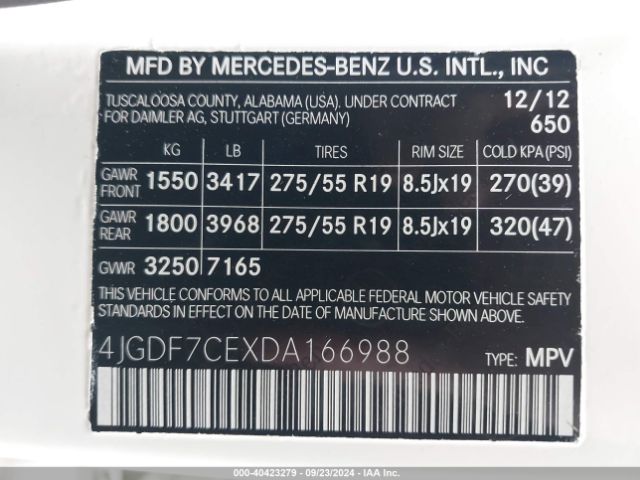 MFD BY MERCEDES-BENZ U.S. INTL., INC
TUSCALOOSA COUNTY, ALABAMA (USA). UNDER CONTRACT 12/12
FOR DAIMLER AG, STUTTGART (GERMANY) 650
KG LB TIRES RIM SIZE COLD KPA(PSI)
GAWR FRONT 1550 3417 275/55 R19 8.5Jx19 270(39)
GAWR REAR 1800 3968 275/55 R19 8.5Jx19 320(47)
GVWR 3250 7165
THIS VEHICLE CONFORMS TO ALL APPLICABLE FEDERAL MOTOR VEHICLE SAFETY
STANDARDS IN EFFECT ON THE DATE OF MANUFACTURE SHOWN ABOVE.
4JGDF7CEXDA166988 TYPE: MPV
000-40423279 - 09/23/2024 - IAA Inc.